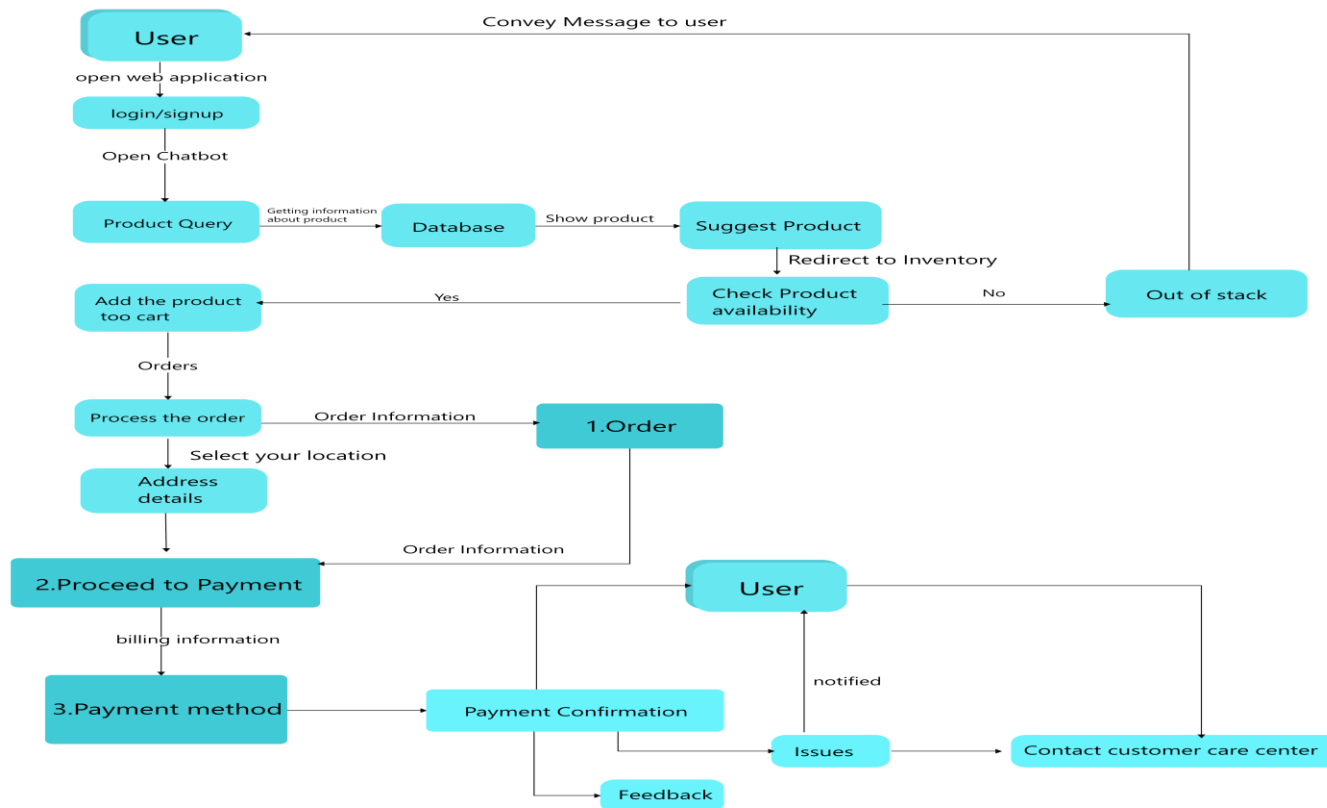 Convey Message to user
User
open web application
login/signup
Open Chatbot
Product Query
Getting information
about product
Database
Show product
Suggest Product
Redirect to Inventory
Add the product
too cart
Yes
Check Product
availability
No
Out of stack
Orders
Process the order
Order Information
1.Order
Select your location
Address
details
Order Information
2.Proceed to Payment
User
billing information
notified
3.Payment method
Payment Confirmation
Issues
Contact customer care center
Feedback